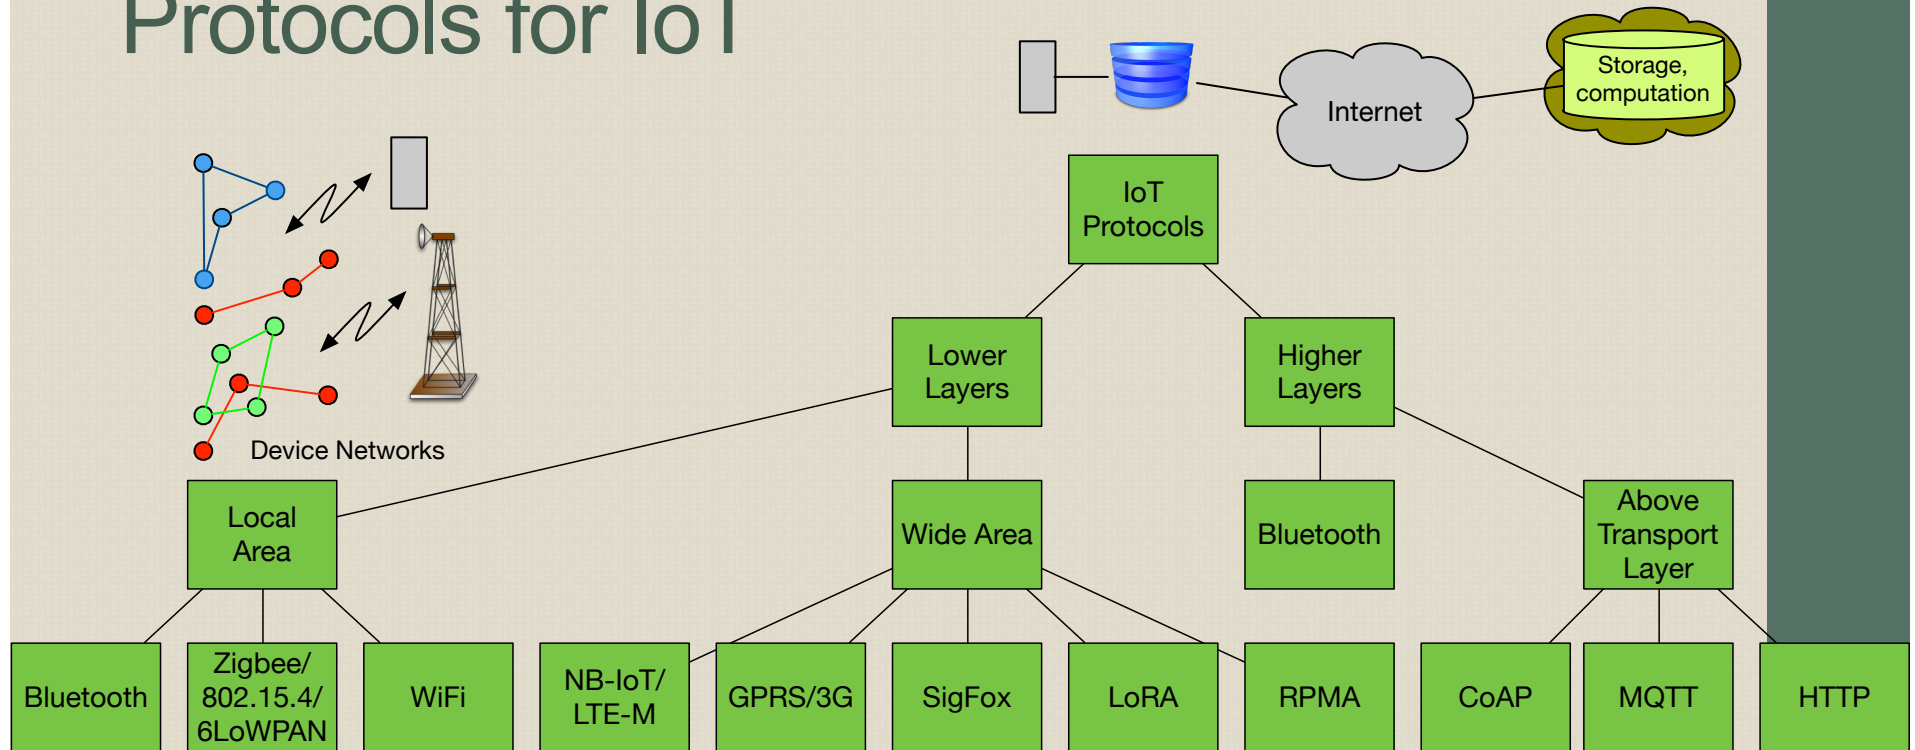 Protocols for IoT
Storage,
computation
Internet
IoT
Protocols
Lower
Layers
Higher
Layers
Device Networks
Local
Area
Wide Area
Bluetooth
Above
Transport
Layer
Bluetooth
Zigbee/
802.15.4/
6LoWPAN
WiFi
NB-IoT/
LTE-M
GPRS/3G
SigFox
LoRA
RPMA
CoAP
MQTT
HTTP